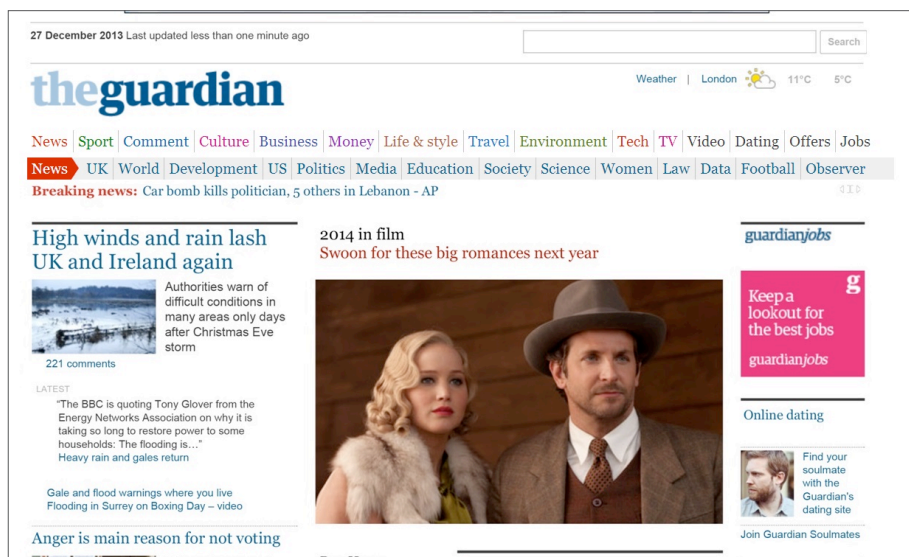 27 December 2013 Last updated less than one minute ago
Search
theguardian
Weather | London 11°C 5°C
News Sport Comment Culture Business Money Life & style Travel Environment Tech TV Video Dating Offers Jobs
News UK World Development US Politics Media Education Society Science Women Law Data Football Observer
Breaking news: Car bomb kills politician, 5 others in Lebanon - AP
High winds and rain lash
UK and Ireland again
Authorities warn of
difficult conditions in
many areas only days
after Christmas Eve
storm
221 comments
LATEST
"The BBC is quoting Tony Glover from the
Energy Networks Association on why it is
taking so long to restore power to some
households: The flooding is…"
Heavy rain and gales return
Gale and flood warnings where you live
Flooding in Surrey on Boxing Day – video
Anger is main reason for not voting
2014 in film
Swoon for these big romances next year
guardianjobs
g
Keep a
lookout for
the best jobs
guardianjobs
Online dating
Find your
soulmate
with the
Guardian's
dating site
Join Guardian Soulmates